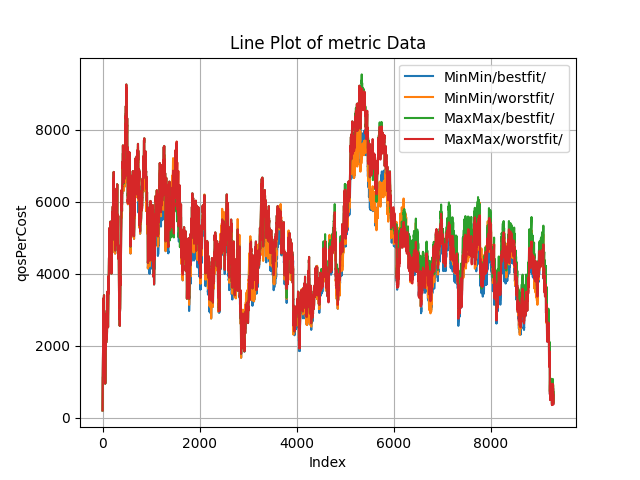 Line Plot of metric Data
MinMin/bestfit/
MinMin/worstfit/
MaxMax/bestfit/
MaxMax/worstfit/
qosPerCost
8000
6000
4000
2000
0
0 2000 4000 6000 8000
Index